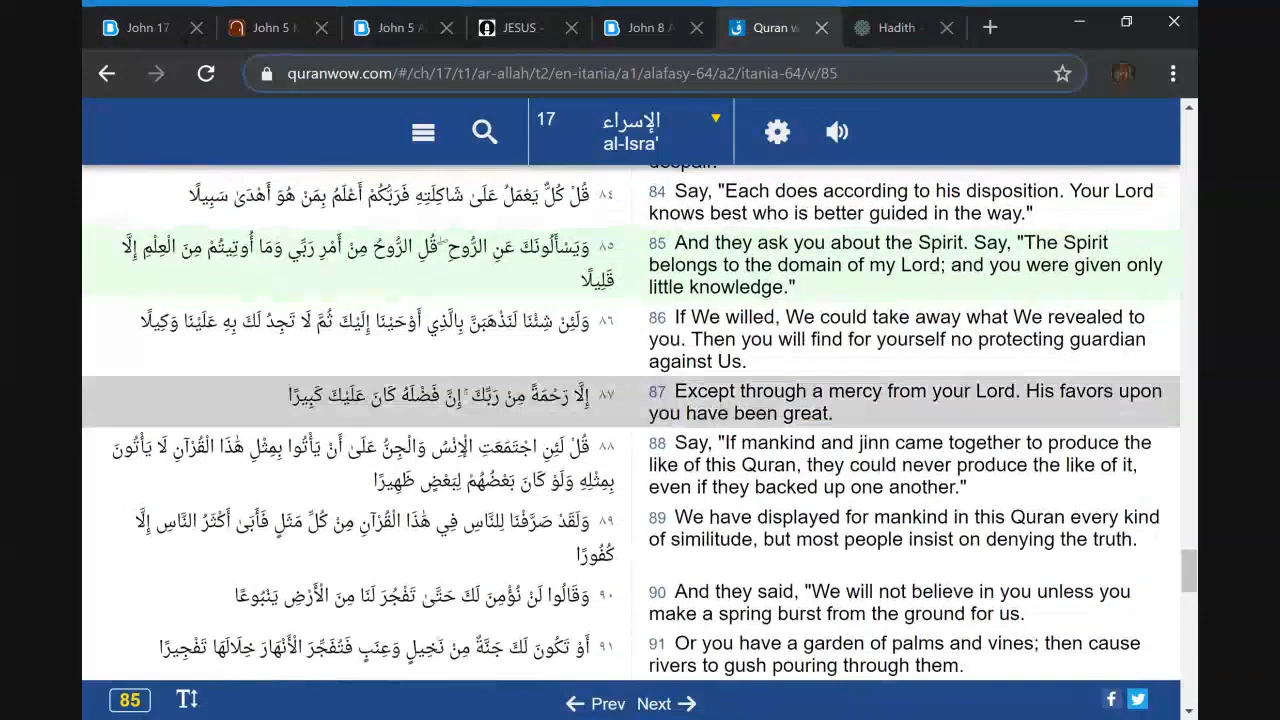 John 17
John 5 I
John 5 A
JESUS -
John 8 A
Quran w
Hadith
quranwow.com/#/ch/17/t1/ar-allah/t2/en-itania/a1/alafasy-64/a2/itania-64/v/85
17
الإسراء
al-Isra'
despair."
٨٤ قُلْ كُلٌّ يَعْمَلُ عَلَىٰ شَاكِلَتِهِ فَرَبُّكُمْ أَعْلَمُ بِمَنْ هُوَ أَهْدَىٰ سَبِيلًا
84 Say, "Each does according to his disposition. Your Lord
knows best who is better guided in the way."
٨٥ وَيَسْأَلُونَكَ عَنِ الرُّوحِ ۖ قُلِ الرُّوحُ مِنْ أَمْرِ رَبِّي وَمَا أُوتِيتُمْ مِنَ الْعِلْمِ إِلَّا
قَلِيلًا
85 And they ask you about the Spirit. Say, "The Spirit
belongs to the domain of my Lord; and you were given only
little knowledge."
٨٦ وَلَئِنْ شِئْنَا لَنَذْهَبَنَّ بِالَّذِي أَوْحَيْنَا إِلَيْكَ ثُمَّ لَا تَجِدُ لَكَ بِهِ عَلَيْنَا وَكِيلًا
86 If We willed, We could take away what We revealed to
you. Then you will find for yourself no protecting guardian
against Us.
٨٧ إِلَّا رَحْمَةً مِنْ رَبِّكَ ۚ إِنَّ فَضْلَهُ كَانَ عَلَيْكَ كَبِيرًا
87 Except through a mercy from your Lord. His favors upon
you have been great.
٨٨ قُلْ لَئِنِ اجْتَمَعَتِ الْإِنْسُ وَالْجِنُّ عَلَىٰ أَنْ يَأْتُوا بِمِثْلِ هَٰذَا الْقُرْآنِ لَا يَأْتُونَ
بِمِثْلِهِ وَلَوْ كَانَ بَعْضُهُمْ لِبَعْضٍ ظَهِيرًا
88 Say, "If mankind and jinn came together to produce the
like of this Quran, they could never produce the like of it,
even if they backed up one another."
٨٩ وَلَقَدْ صَرَّفْنَا لِلنَّاسِ فِي هَٰذَا الْقُرْآنِ مِنْ كُلِّ مَثَلٍ فَأَبَىٰ أَكْثَرُ النَّاسِ إِلَّا
كُفُورًا
89 We have displayed for mankind in this Quran every kind
of similitude, but most people insist on denying the truth.
٩٠ وَقَالُوا لَنْ نُؤْمِنَ لَكَ حَتَّىٰ تَفْجُرَ لَنَا مِنَ الْأَرْضِ يَنْبُوعًا
90 And they said, "We will not believe in you unless you
make a spring burst from the ground for us.
٩١ أَوْ تَكُونَ لَكَ جَنَّةٌ مِنْ نَخِيلٍ وَعِنَبٍ فَتُفَجِّرَ الْأَنْهَارَ خِلَالَهَا تَفْجِيرًا
91 Or you have a garden of palms and vines; then cause
rivers to gush pouring through them.
85
Prev Next